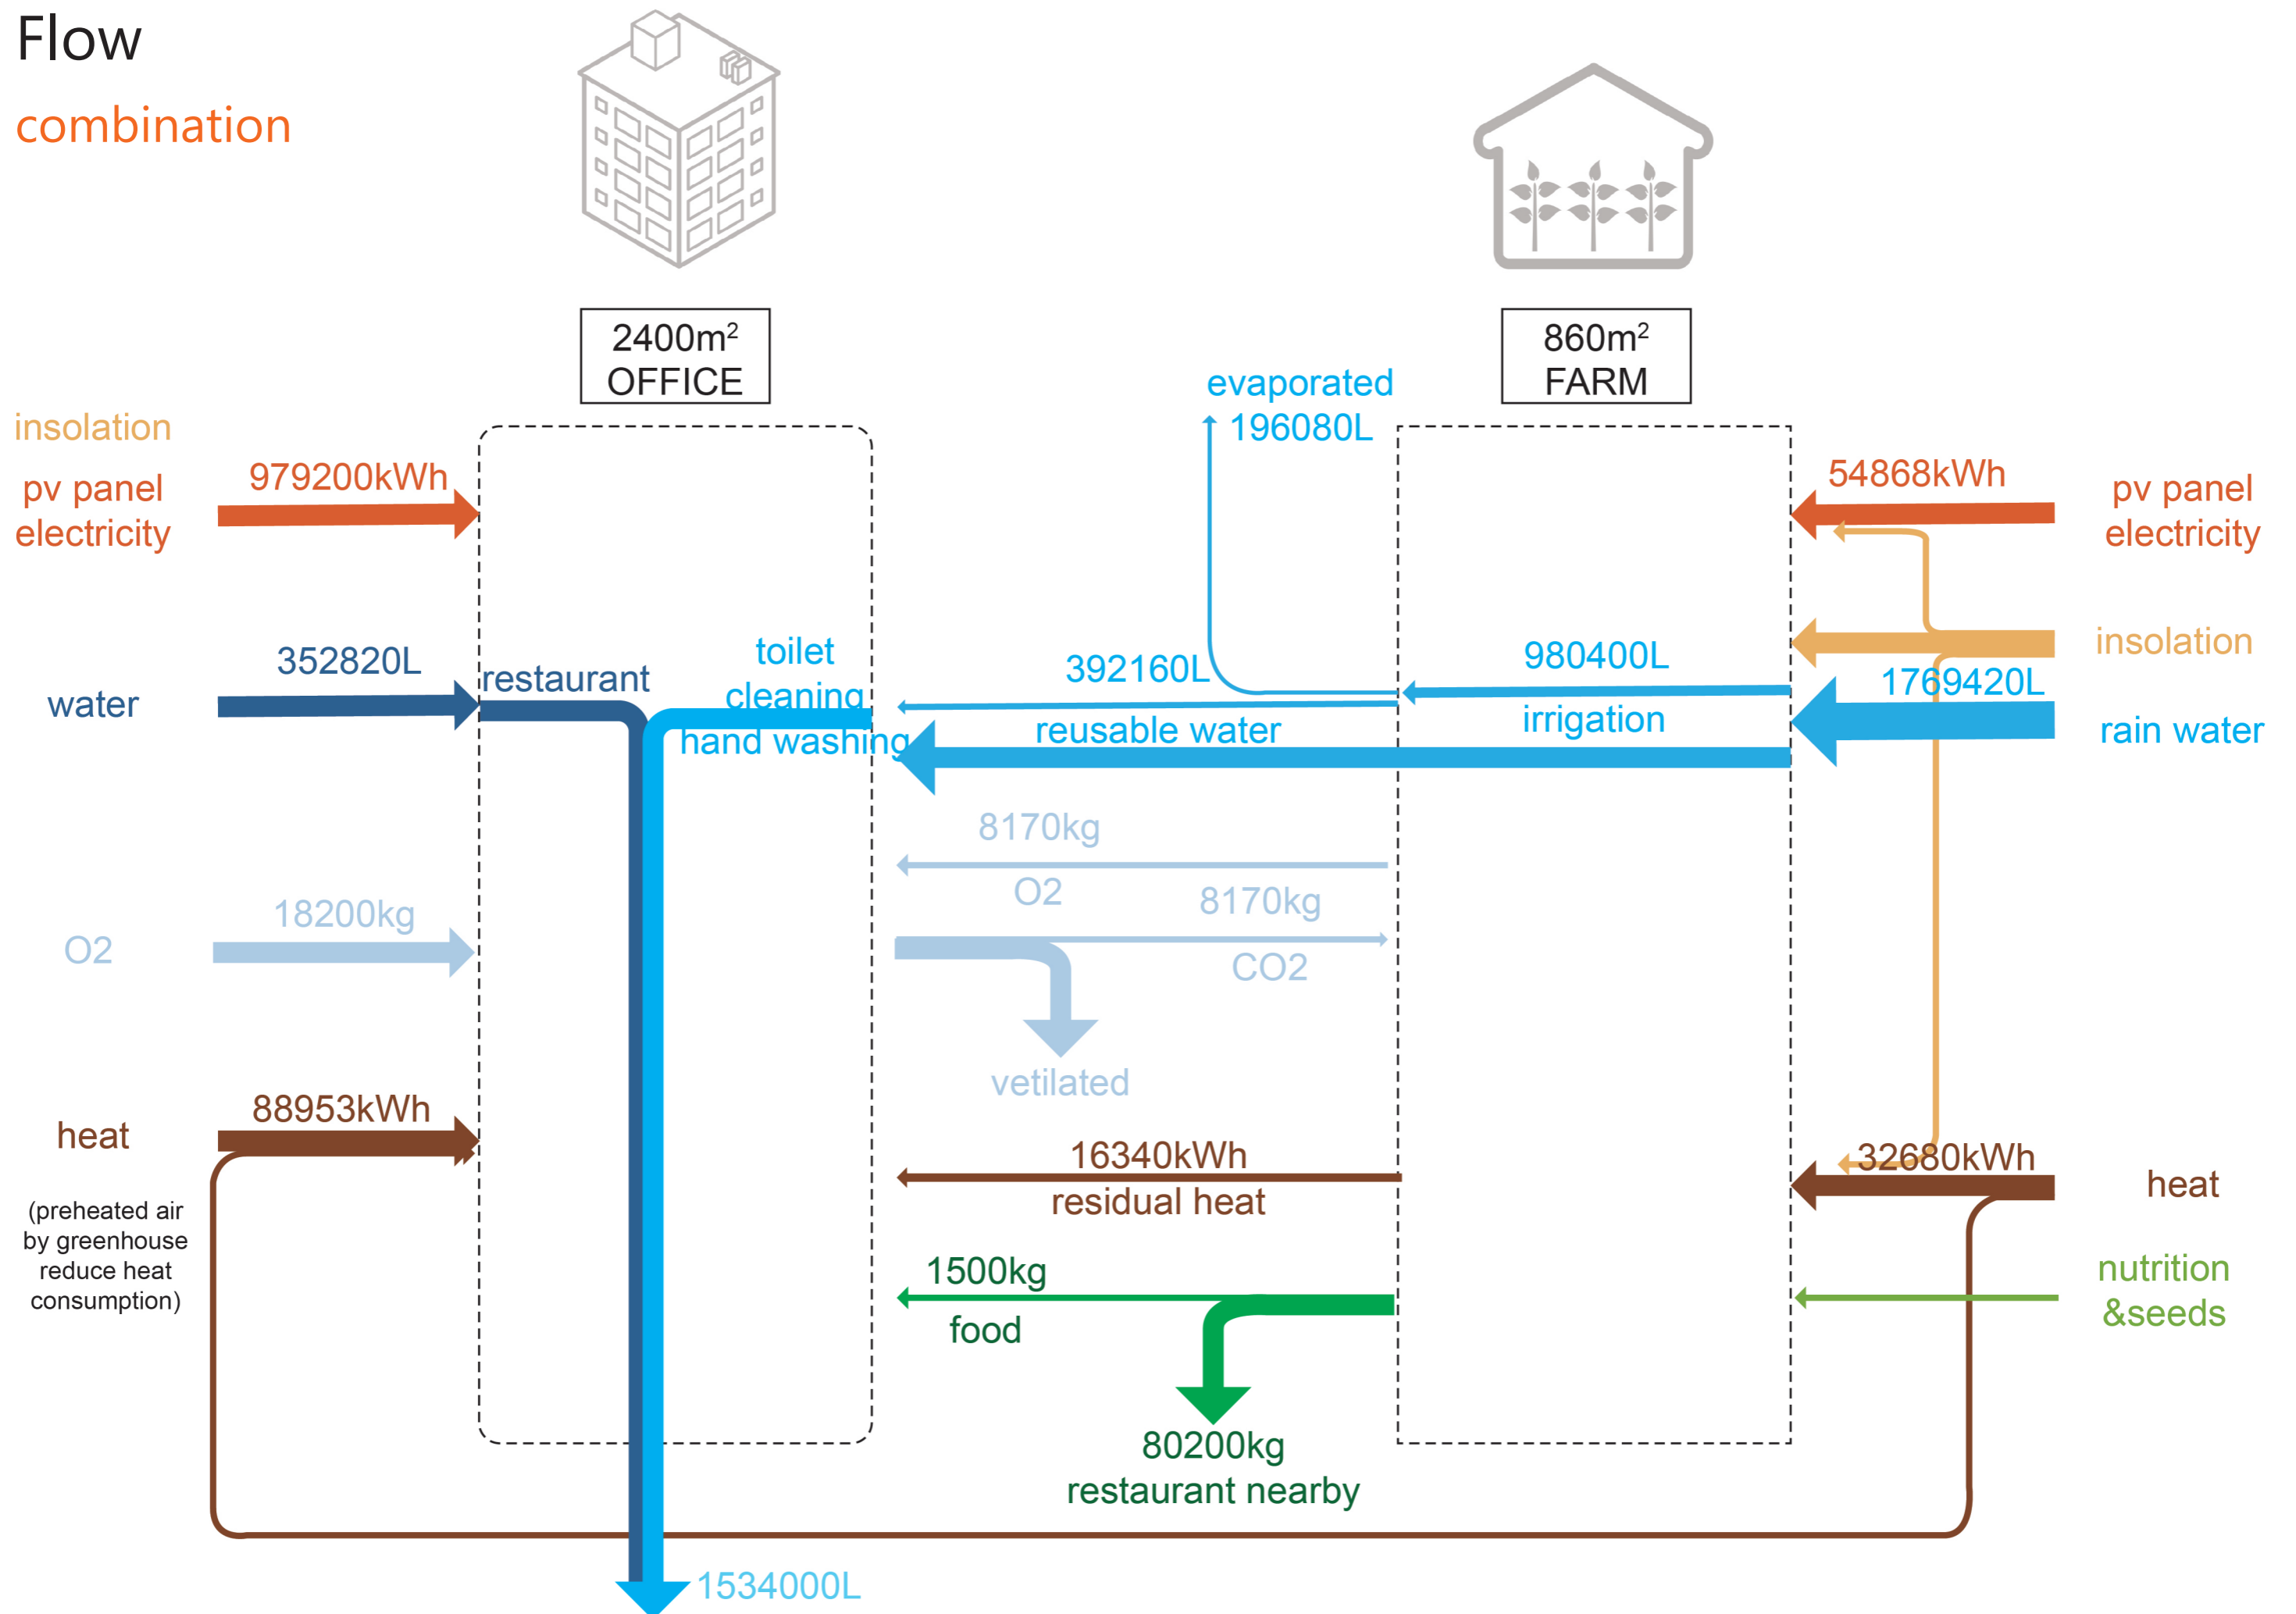 Flow
combination
2400m²
OFFICE
860m²
FARM
evaporated
196080L
insolation
pv panel
electricity
979200kWh
54868kWh
pv panel
electricity
water
352820L
restaurant
toilet
cleaning
hand washing
392160L
reusable water
980400L
irrigation
insolation
1769420L
rain water
8170kg
O2
8170kg
CO2
O2
18200kg
vetilated
heat
88953kWh
(preheated air
by greenhouse
reduce heat
consumption)
16340kWh
residual heat
32680kWh
heat
1500kg
food
nutrition
&seeds
80200kg
restaurant nearby
1534000L